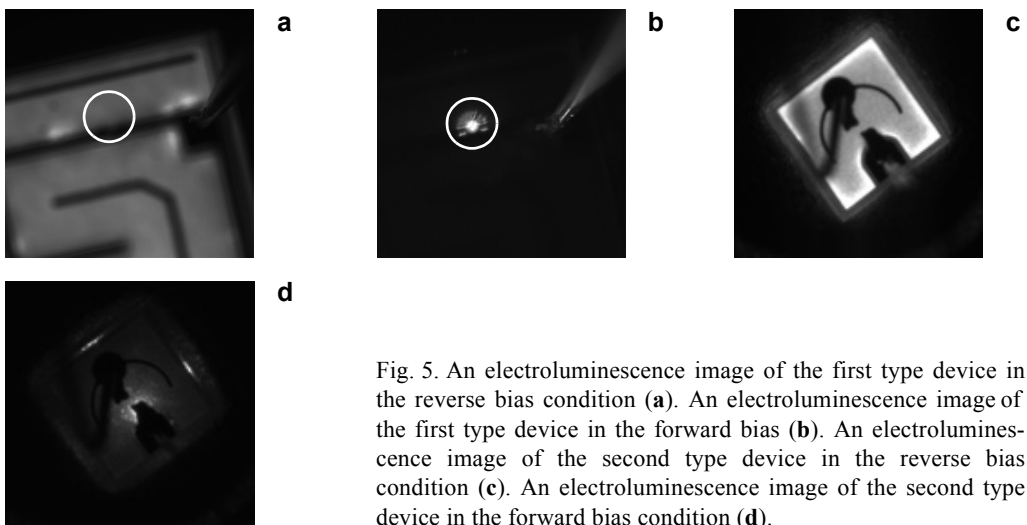 a
b
c
d
Fig. 5. An electroluminescence image of the first type device in
the reverse bias condition (a). An electroluminescence image of
the first type device in the forward bias (b). An electrolumines-
cence image of the second type device in the reverse bias
condition (c). An electroluminescence image of the second type
device in the forward bias condition (d).